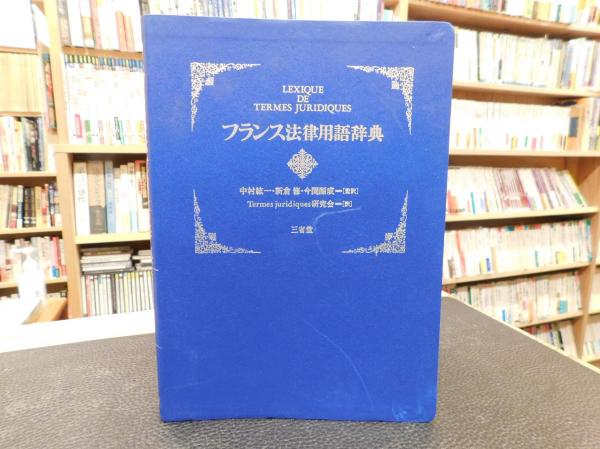 LEXIQUE
DE
TERMES JURIDIQUES
フランス法律用語辞典
中村紘一・新倉 修・今関源成=[監訳]
Termes juridiques研究会=[訳]
三省堂